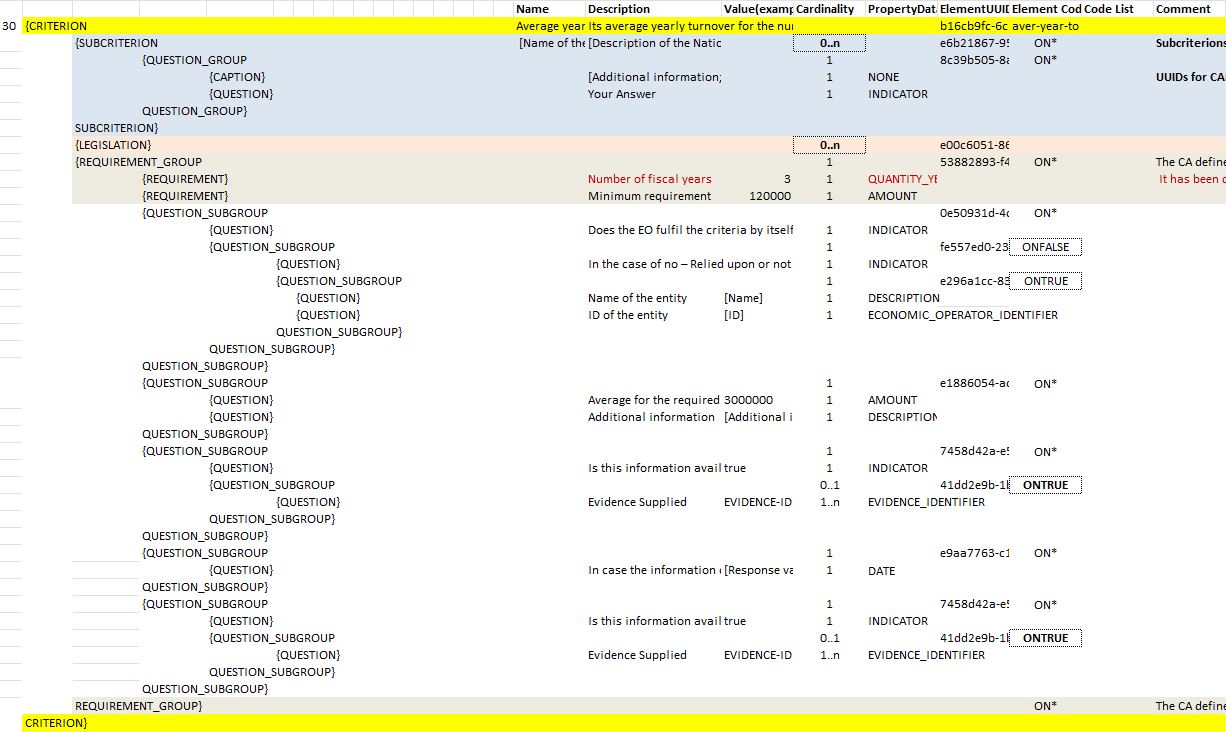 Name Description Value(examp Cardinality PropertyData ElementUUID Element Cod Code List Comment
30 {CRITERION Average year Its average yearly turnover for the nu b16cb9fc-6c aver-year-to
{SUBCRITERION [Name of the [Description of the Natic 0..n e6b21867-95 ON* Subcriterions
{QUESTION_GROUP 1 8c39b505-8a ON*
{CAPTION} [Additional information; 1 NONE UUIDs for CA
{QUESTION} Your Answer 1 INDICATOR
QUESTION_GROUP}
SUBCRITERION}
{LEGISLATION} 0..n e00c6051-86
{REQUIREMENT_GROUP 1 53882893-f4 ON* The CA define
{REQUIREMENT} Number of fiscal years 3 1 QUANTITY_YE It has been c
{REQUIREMENT} Minimum requirement 120000 1 AMOUNT
{QUESTION_SUBGROUP 1 0e50931d-4c ON*
{QUESTION} Does the EO fulfil the criteria by itself 1 INDICATOR
{QUESTION_SUBGROUP 1 fe557ed0-23 ONFALSE
{QUESTION} In the case of no – Relied upon or not 1 INDICATOR
{QUESTION_SUBGROUP 1 e296a1cc-83 ONTRUE
{QUESTION} Name of the entity [Name] 1 DESCRIPTION
{QUESTION} ID of the entity [ID] 1 ECONOMIC_OPERATOR_IDENTIFIER
QUESTION_SUBGROUP}
QUESTION_SUBGROUP}
QUESTION_SUBGROUP}
{QUESTION_SUBGROUP 1 e1886054-ac ON*
{QUESTION} Average for the required 3000000 1 AMOUNT
{QUESTION} Additional information [Additional i 1 DESCRIPTION
QUESTION_SUBGROUP}
{QUESTION_SUBGROUP 1 7458d42a-e5 ON*
{QUESTION} Is this information avail true 1 INDICATOR
{QUESTION_SUBGROUP 0..1 41dd2e9b-1 ONTRUE
{QUESTION} Evidence Supplied EVIDENCE-ID 1..n EVIDENCE_IDENTIFIER
QUESTION_SUBGROUP}
QUESTION_SUBGROUP}
{QUESTION_SUBGROUP 1 e9aa7763-c1 ON*
{QUESTION} In case the information [Response va 1 DATE
QUESTION_SUBGROUP}
{QUESTION_SUBGROUP 1 7458d42a-e5 ON*
{QUESTION} Is this information avail true 1 INDICATOR
{QUESTION_SUBGROUP 0..1 41dd2e9b-1 ONTRUE
{QUESTION} Evidence Supplied EVIDENCE-ID 1..n EVIDENCE_IDENTIFIER
QUESTION_SUBGROUP}
QUESTION_SUBGROUP}
REQUIREMENT_GROUP} ON* The CA define
CRITERION}